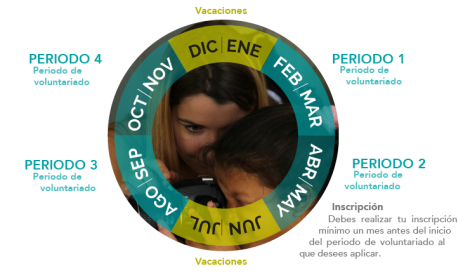 Vacaciones
DIC | ENE
PERIODO 4
Periodo de
voluntariado
OCT | NOV
FEB | MAR
PERIODO 1
Periodo de
voluntariado
PERIODO 3
Periodo de
voluntariado
AGO | SEP
ABR | MAY
PERIODO 2
Periodo de
voluntariado
JUN | JUL
Vacaciones
Inscripción
Debes realizar tu inscripción
mínimo un mes antes del inicio
del periodo de voluntariado al
que desees aplicar.